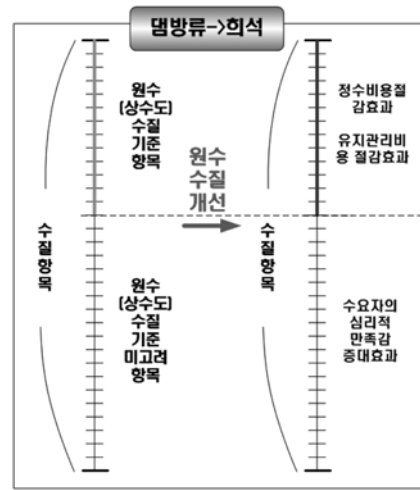 댐방류->희석
원수
(상수도)
수질
기준
항목
원수
수질
개선
정수비용절
감효과
유지관리비
용 절감효과
수질항목
수질항목
원수
(상수도)
수질
기준
미고려
항목
수요자의
심리적
만족감
증대효과